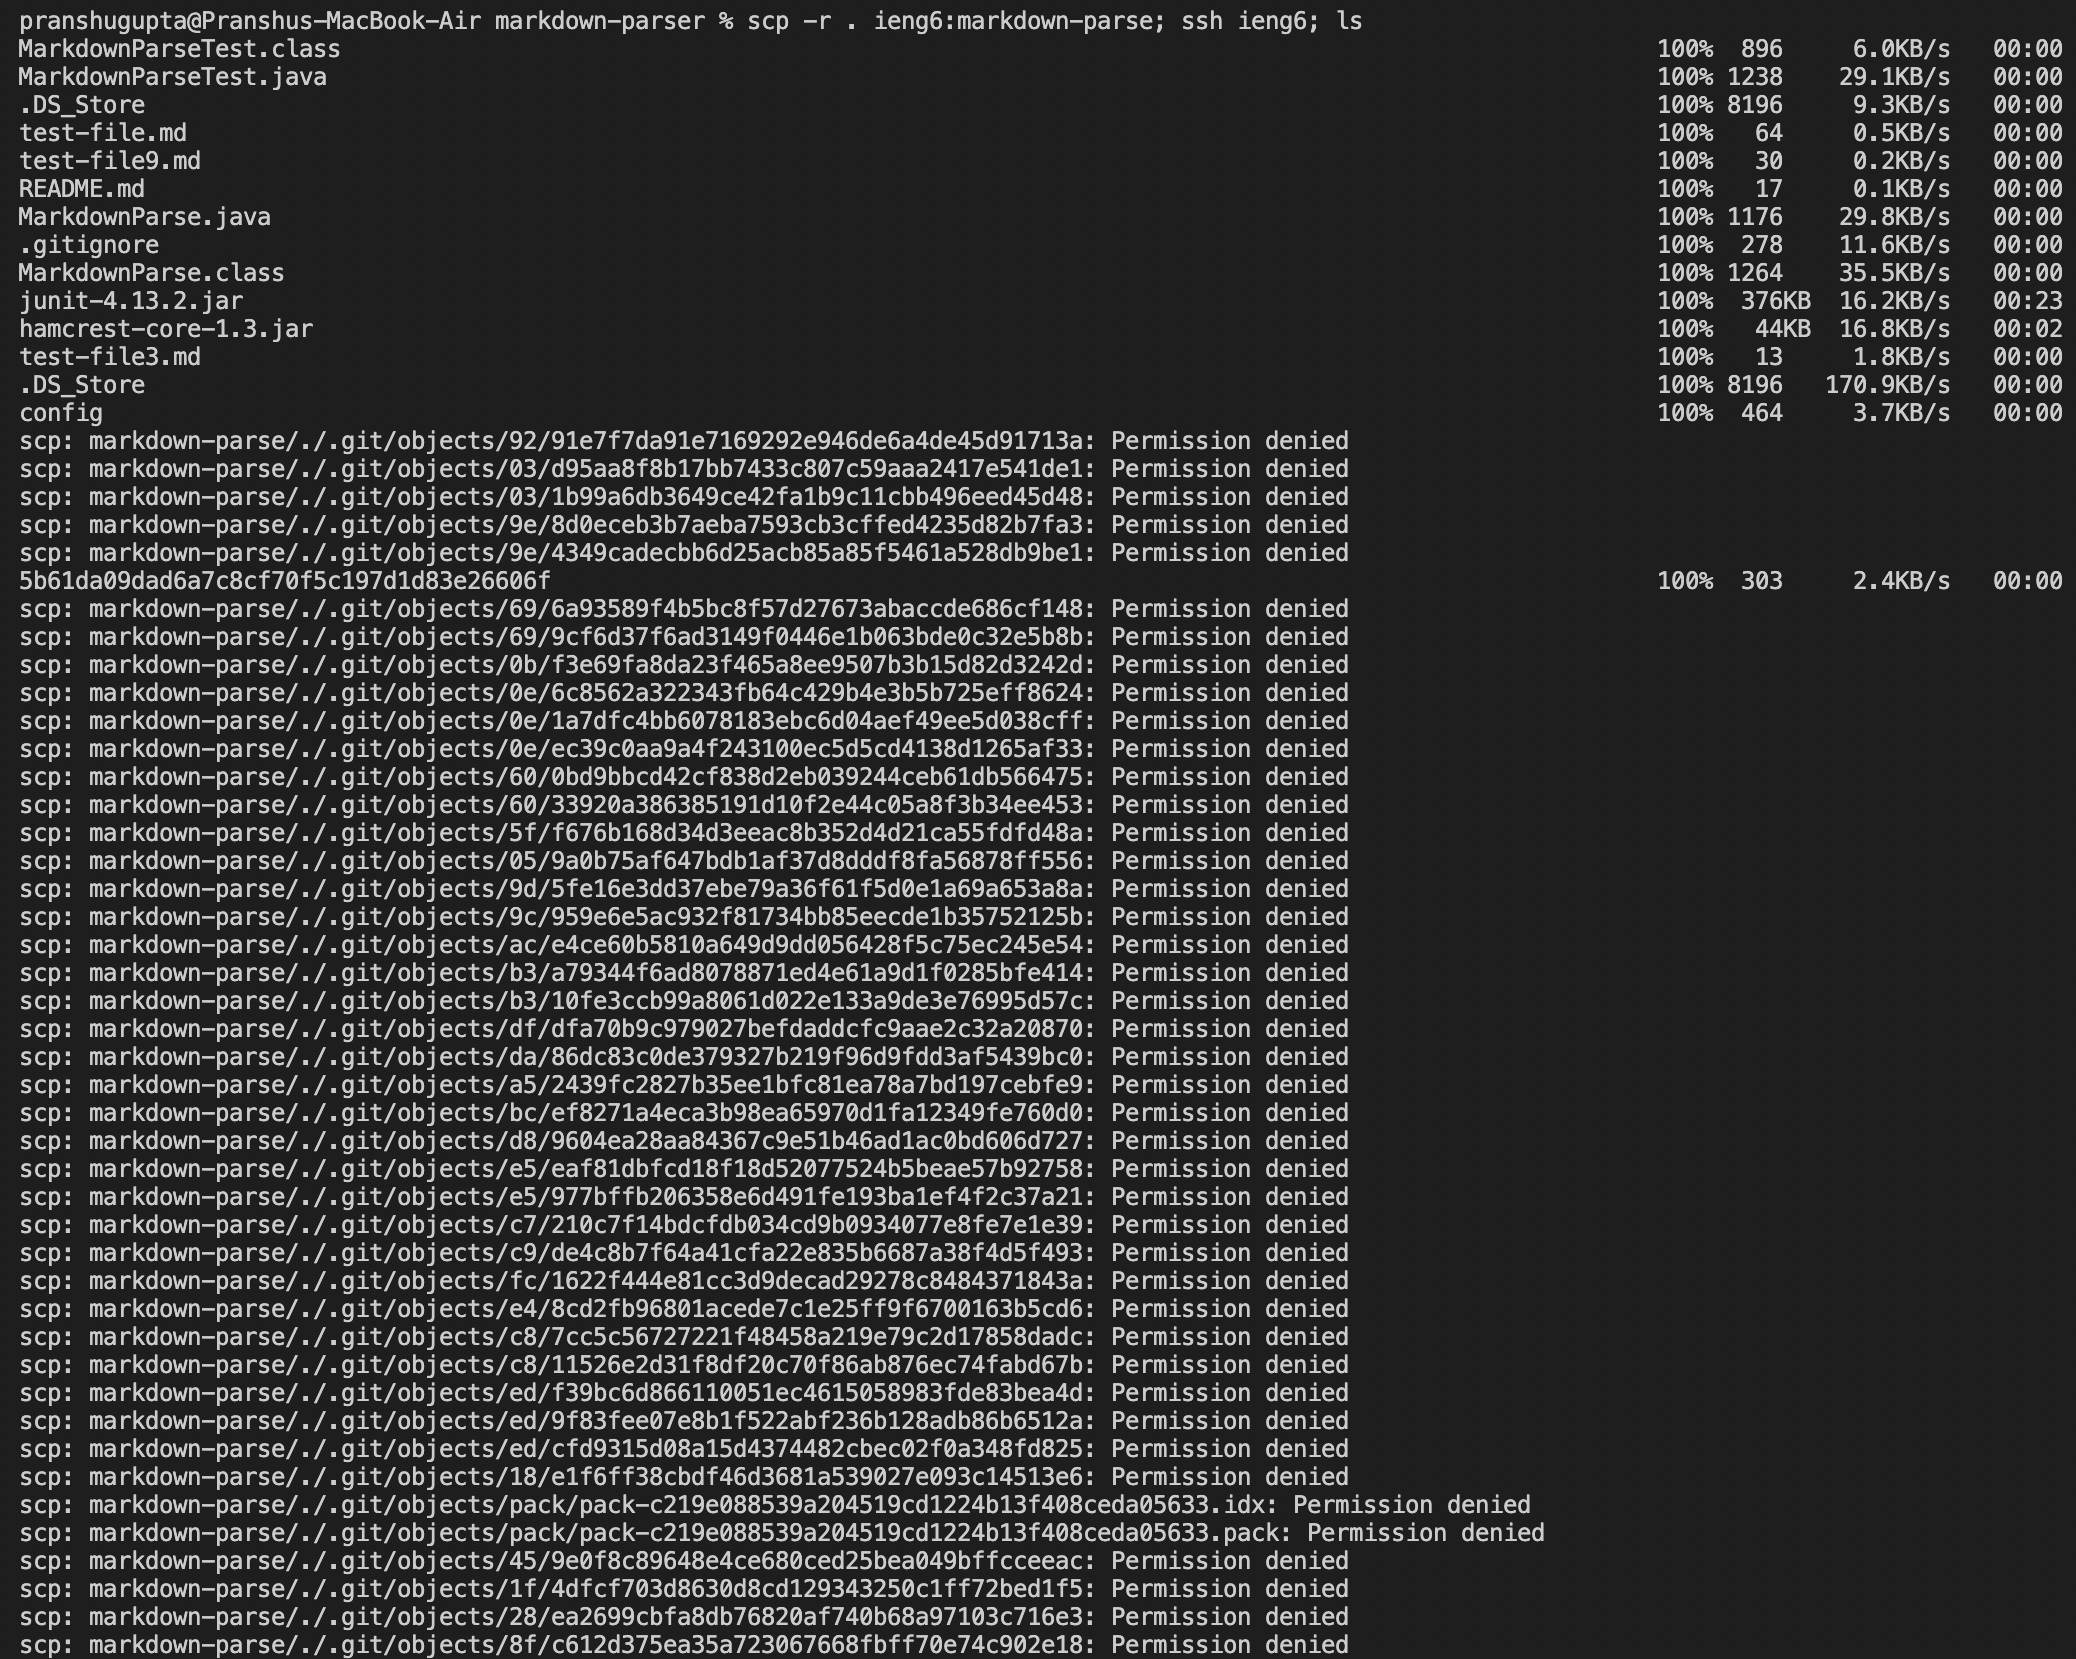 pranshugupta@Pranshus-MacBook-Air markdown-parser % scp -r . ieng6:markdown-parse; ssh ieng6; ls
MarkdownParseTest.class 100% 896 6.0KB/s 00:00
MarkdownParseTest.java 100% 1238 29.1KB/s 00:00
.DS_Store 100% 8196 9.3KB/s 00:00
test-file.md 100% 64 0.5KB/s 00:00
test-file9.md 100% 30 0.2KB/s 00:00
README.md 100% 17 0.1KB/s 00:00
MarkdownParse.java 100% 1176 29.8KB/s 00:00
.gitignore 100% 278 11.6KB/s 00:00
MarkdownParse.class 100% 1264 35.5KB/s 00:00
junit-4.13.2.jar 100% 376KB 16.2KB/s 00:23
hamcrest-core-1.3.jar 100% 44KB 16.8KB/s 00:02
test-file3.md 100% 13 1.8KB/s 00:00
.DS_Store 100% 8196 170.9KB/s 00:00
config 100% 464 3.7KB/s 00:00
scp: markdown-parse/./.git/objects/92/91e7f7da91e7169292e946de6a4de45d91713a: Permission denied
scp: markdown-parse/./.git/objects/03/d95aa8f8b17bb7433c807c59aaa2417e541de1: Permission denied
scp: markdown-parse/./.git/objects/03/1b99a6db3649ce42fa1b9c11cbb496eed45d48: Permission denied
scp: markdown-parse/./.git/objects/9e/8d0eceb3b7aeba7593cb3cffed4235d82b7fa3: Permission denied
scp: markdown-parse/./.git/objects/9e/4349cadecbb6d25acb85a85f5461a528db9be1: Permission denied
5b61da09dad6a7c8cf70f5c197d1d83e26606f 100% 303 2.4KB/s 00:00
scp: markdown-parse/./.git/objects/69/6a93589f4b5bc8f57d27673abaccde686cf148: Permission denied
scp: markdown-parse/./.git/objects/69/9cf6d37f6ad3149f0446e1b063bde0c32e5b8b: Permission denied
scp: markdown-parse/./.git/objects/0b/f3e69fa8da23f465a8ee9507b3b15d82d3242d: Permission denied
scp: markdown-parse/./.git/objects/0e/6c8562a322343fb64c429b4e3b5b725eff8624: Permission denied
scp: markdown-parse/./.git/objects/0e/1a7dfc4bb6078183ebc6d04aef49ee5d038cff: Permission denied
scp: markdown-parse/./.git/objects/0e/ec39c0aa9a4f243100ec5d5cd4138d1265af33: Permission denied
scp: markdown-parse/./.git/objects/60/0bd9bbcd42cf838d2eb039244ceb61db566475: Permission denied
scp: markdown-parse/./.git/objects/60/33920a386385191d10f2e44c05a8f3b34ee453: Permission denied
scp: markdown-parse/./.git/objects/5f/f676b168d34d3eeac8b352d4d21ca55fdfd48a: Permission denied
scp: markdown-parse/./.git/objects/05/9a0b75af647bdb1af37d8dddf8fa56878ff556: Permission denied
scp: markdown-parse/./.git/objects/9d/5fe16e3dd37ebe79a36f61f5d0e1a69a653a8a: Permission denied
scp: markdown-parse/./.git/objects/9c/959e6e5ac932f81734bb85eecde1b35752125b: Permission denied
scp: markdown-parse/./.git/objects/ac/e4ce60b5810a649d9dd056428f5c75ec245e54: Permission denied
scp: markdown-parse/./.git/objects/b3/a79344f6ad8078871ed4e61a9d1f0285bfe414: Permission denied
scp: markdown-parse/./.git/objects/b3/10fe3ccb99a8061d022e133a9de3e76995d57c: Permission denied
scp: markdown-parse/./.git/objects/df/dfa70b9c979027befdaddcfc9aae2c32a20870: Permission denied
scp: markdown-parse/./.git/objects/da/86dc83c0de379327b219f96d9fdd3af5439bc0: Permission denied
scp: markdown-parse/./.git/objects/a5/2439fc2827b35ee1bfc81ea78a7bd197cebfe9: Permission denied
scp: markdown-parse/./.git/objects/bc/ef8271a4eca3b98ea65970d1fa12349fe760d0: Permission denied
scp: markdown-parse/./.git/objects/d8/9604ea28aa84367c9e51b46ad1ac0bd606d727: Permission denied
scp: markdown-parse/./.git/objects/e5/eaf81dbfcd18f18d52077524b5beae57b92758: Permission denied
scp: markdown-parse/./.git/objects/e5/977bffb206358e6d491fe193ba1ef4f2c37a21: Permission denied
scp: markdown-parse/./.git/objects/c7/210c7f14bdcfdb034cd9b0934077e8fe7e1e39: Permission denied
scp: markdown-parse/./.git/objects/c9/de4c8b7f64a41cfa22e835b6687a38f4d5f493: Permission denied
scp: markdown-parse/./.git/objects/fc/1622f444e81cc3d9decad29278c8484371843a: Permission denied
scp: markdown-parse/./.git/objects/e4/8cd2fb96801acede7c1e25ff9f6700163b5cd6: Permission denied
scp: markdown-parse/./.git/objects/c8/7cc5c56727221f48458a219e79c2d17858dadc: Permission denied
scp: markdown-parse/./.git/objects/c8/11526e2d31f8df20c70f86ab876ec74fabd67b: Permission denied
scp: markdown-parse/./.git/objects/ed/f39bc6d866110051ec4615058983fde83bea4d: Permission denied
scp: markdown-parse/./.git/objects/ed/9f83fee07e8b1f522abf236b128adb86b6512a: Permission denied
scp: markdown-parse/./.git/objects/ed/cfd9315d08a15d4374482cbec02f0a348fd825: Permission denied
scp: markdown-parse/./.git/objects/18/e1f6ff38cbdf46d3681a539027e093c14513e6: Permission denied
scp: markdown-parse/./.git/objects/pack/pack-c219e088539a204519cd1224b13f408ceda05633.idx: Permission denied
scp: markdown-parse/./.git/objects/pack/pack-c219e088539a204519cd1224b13f408ceda05633.pack: Permission denied
scp: markdown-parse/./.git/objects/45/9e0f8c89648e4ce680ced25bea049bffcceeac: Permission denied
scp: markdown-parse/./.git/objects/1f/4dfcf703d8630d8cd129343250c1ff72bed1f5: Permission denied
scp: markdown-parse/./.git/objects/28/ea2699cbfa8db76820af740b68a97103c716e3: Permission denied
scp: markdown-parse/./.git/objects/8f/c612d375ea35a723067668fbff70e74c902e18: Permission denied